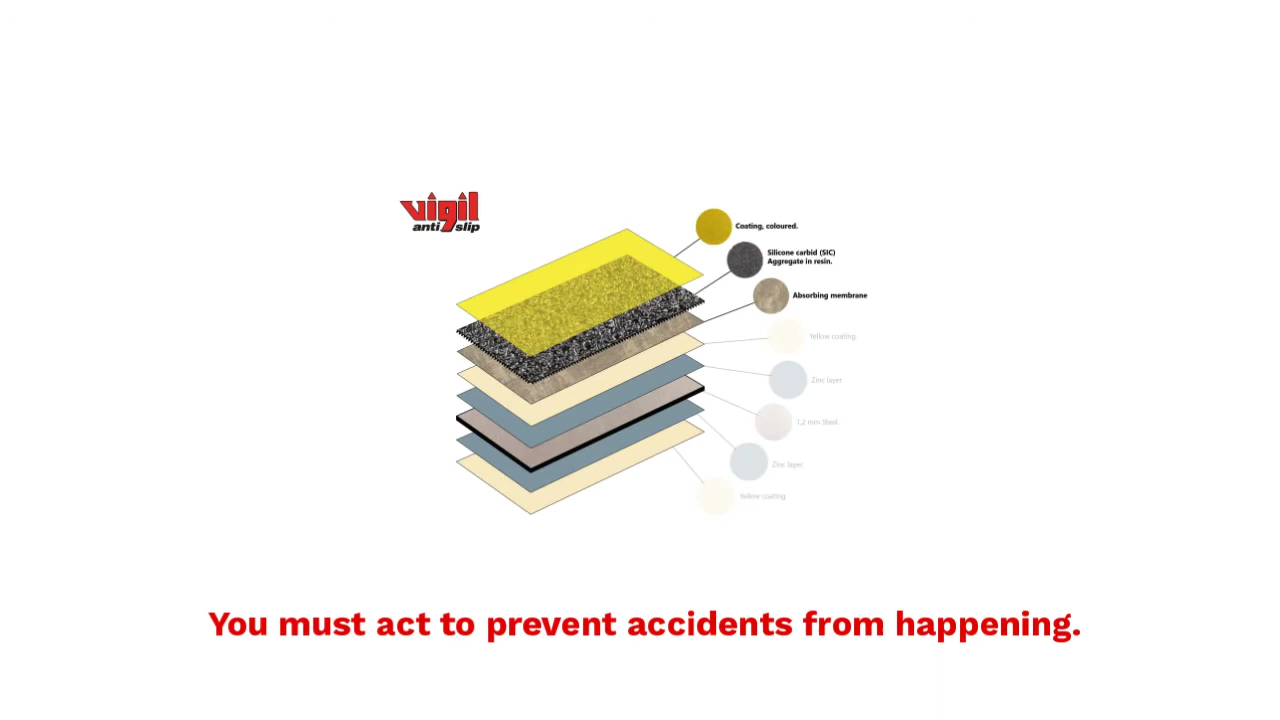 vigil
anti slip
Coating, coloured.
Silicone carbid (SIC)
Aggregate in resin.
Absorbing membrane
Yellow coating.
Zinc layer.
1,2 mm Steel.
Zinc layer.
Yellow coating.
You must act to prevent accidents from happening.